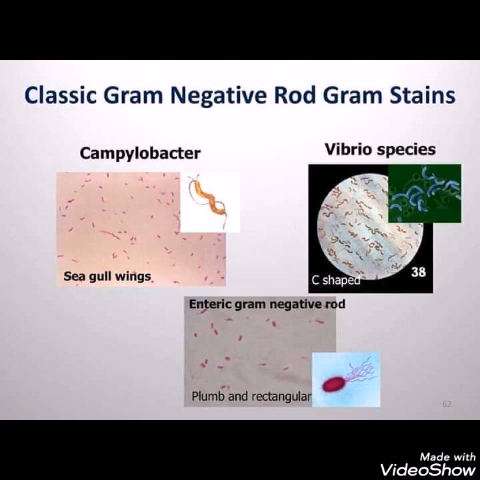 Classic Gram Negative Rod Gram Stains
Campylobacter
Vibrio species
Sea gull wings
38
C shaped
Enteric gram negative rod
Plumb and rectangular
62
Made with
VideoShow